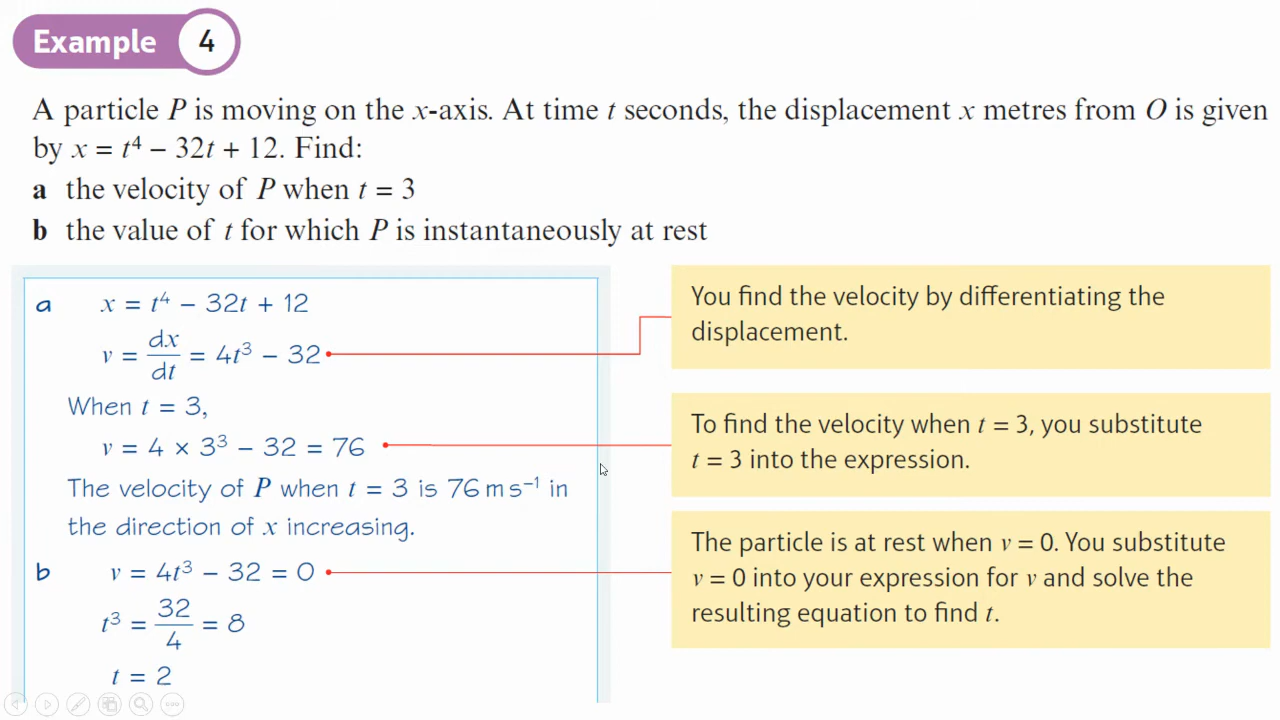 Example 4
A particle P is moving on the x-axis. At time t seconds, the displacement x metres from O is given
by x = t⁴ − 32t + 12. Find:
a the velocity of P when t = 3
b the value of t for which P is instantaneously at rest
a x = t⁴ − 32t + 12
v = dx/dt = 4t³ − 32
When t = 3,
v = 4 × 3³ − 32 = 76
The velocity of P when t = 3 is 76 m s⁻¹ in
the direction of x increasing.
b v = 4t³ − 32 = 0
t³ = 32/4 = 8
t = 2
You find the velocity by differentiating the
displacement.
To find the velocity when t = 3, you substitute
t = 3 into the expression.
The particle is at rest when v = 0. You substitute
v = 0 into your expression for v and solve the
resulting equation to find t.